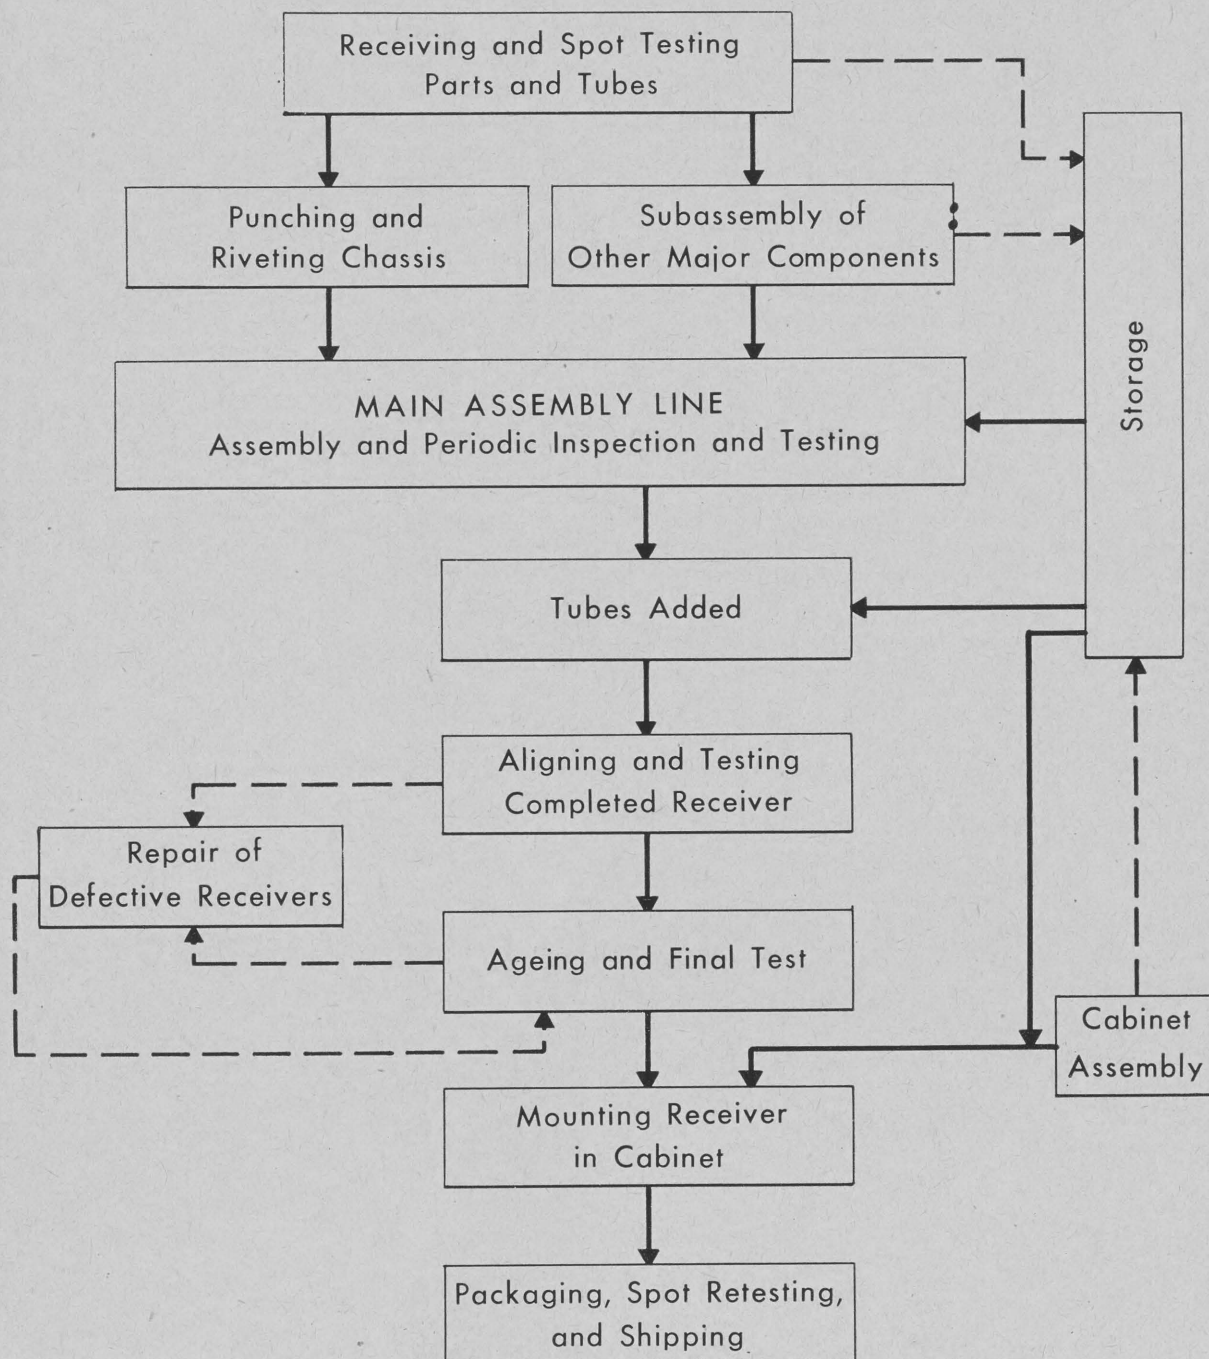 Receiving and Spot Testing
Parts and Tubes
Punching and
Riveting Chassis
Subassembly of
Other Major Components
Storage
MAIN ASSEMBLY LINE
Assembly and Periodic Inspection and Testing
Tubes Added
Aligning and Testing
Completed Receiver
Repair of
Defective Receivers
Ageing and Final Test
Cabinet
Assembly
Mounting Receiver
in Cabinet
Packaging, Spot Retesting,
and Shipping